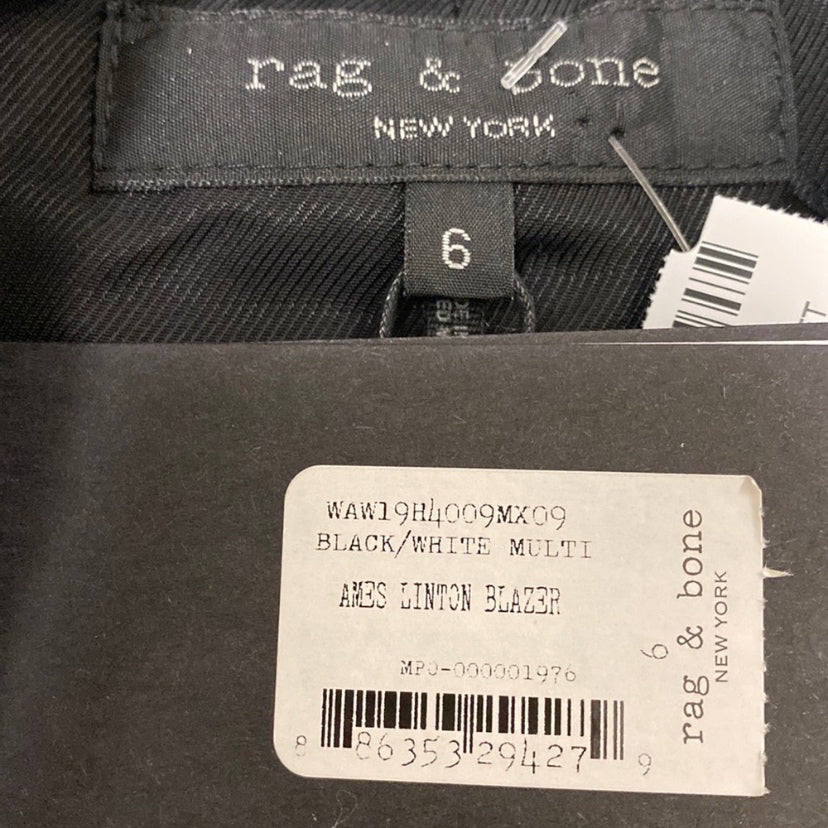 rag & bone
NEW YORK
6
WAW19H4009MX09
BLACK/WHITE MULTI
AMES LINTON BLAZER
MPO-000001976
8 86353 29427 9
6
rag & bone
NEW YORK